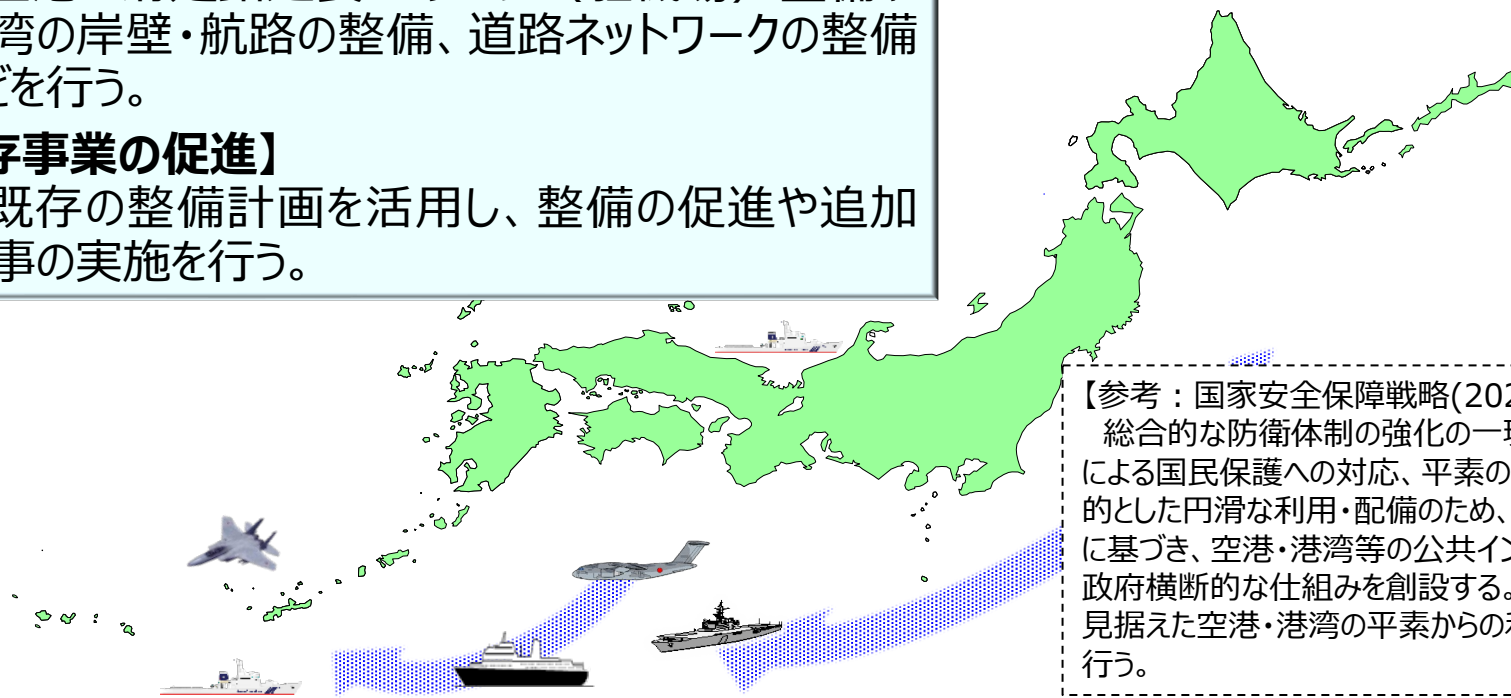 湾の岸壁・航路の整備、道路ネットワークの整備
どを行う。
存事業の促進】
既存の整備計画を活用し、整備の促進や追加
事の実施を行う。
【参考：国家安全保障戦略(202
総合的な防衛体制の強化の一環
による国民保護への対応、平素の
的とした円滑な利用・配備のため、
に基づき、空港・港湾等の公共イン
政府横断的な仕組みを創設する。
見据えた空港・港湾の平素からの利
行う。